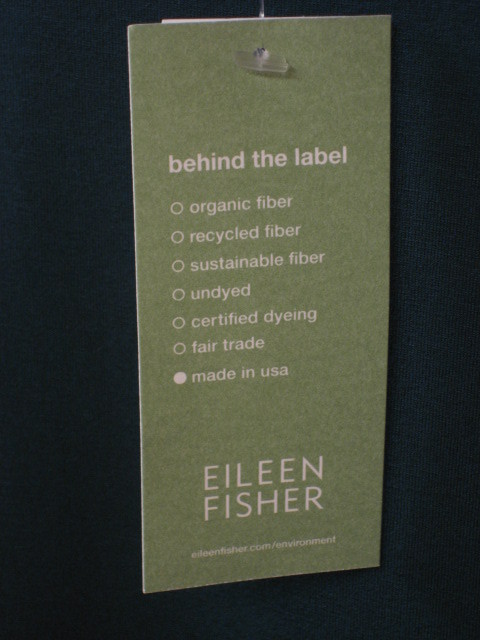 behind the label
organic fiber
recycled fiber
sustainable fiber
undyed
certified dyeing
fair trade
made in usa
EILEEN
FISHER
eileenfisher.com/environment